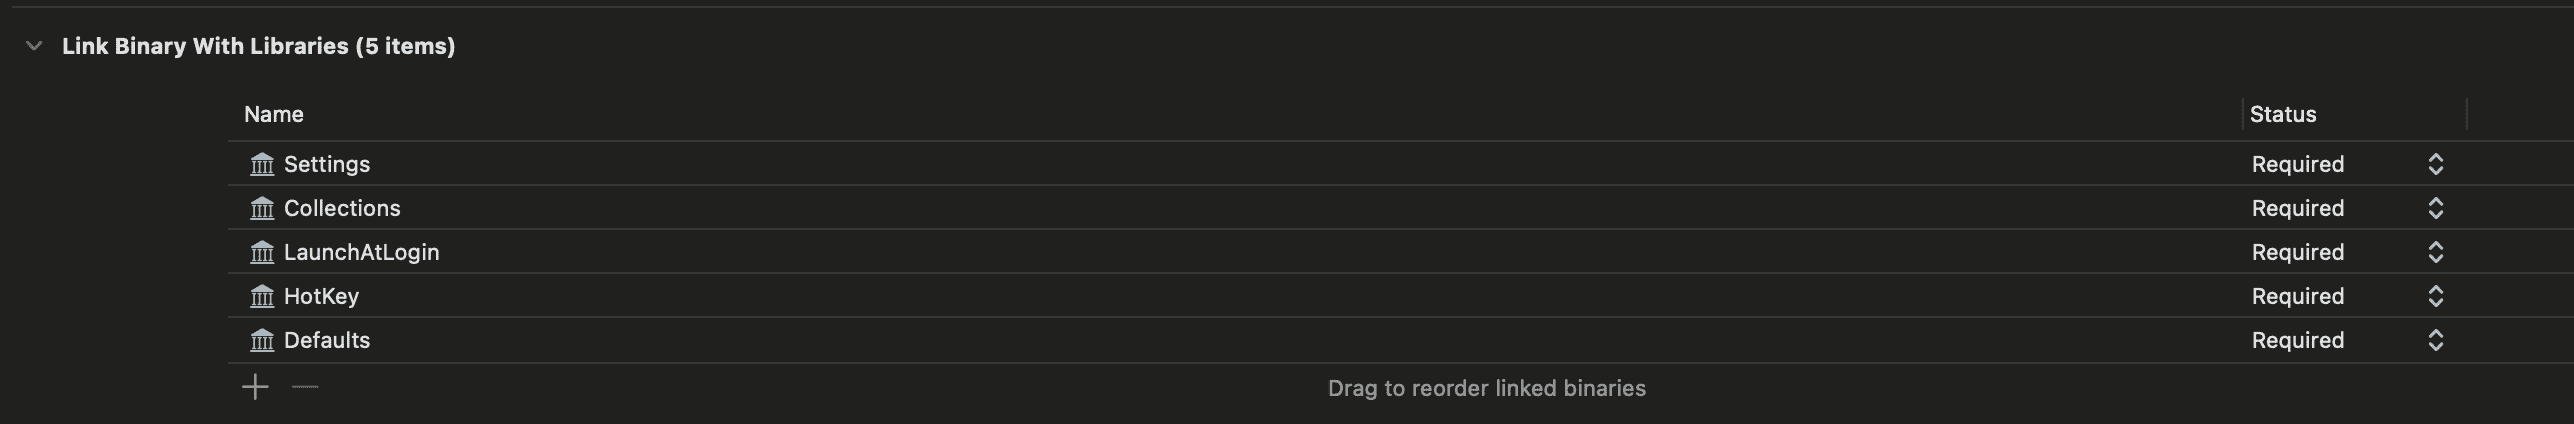 Link Binary With Libraries (5 items)
Name Status
Settings Required
Collections Required
LaunchAtLogin Required
HotKey Required
Defaults Required
Drag to reorder linked binaries